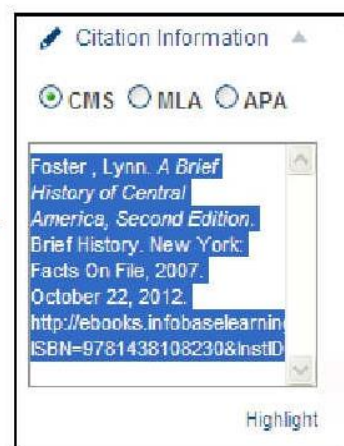 Citation Information
CMS MLA APA
Foster , Lynn. A Brief
History of Central
America, Second Edition.
Brief History. New York:
Facts On File, 2007.
October 22, 2012.
http://ebooks.infobaselearning
ISBN=9781438108230&InstID
Highlight